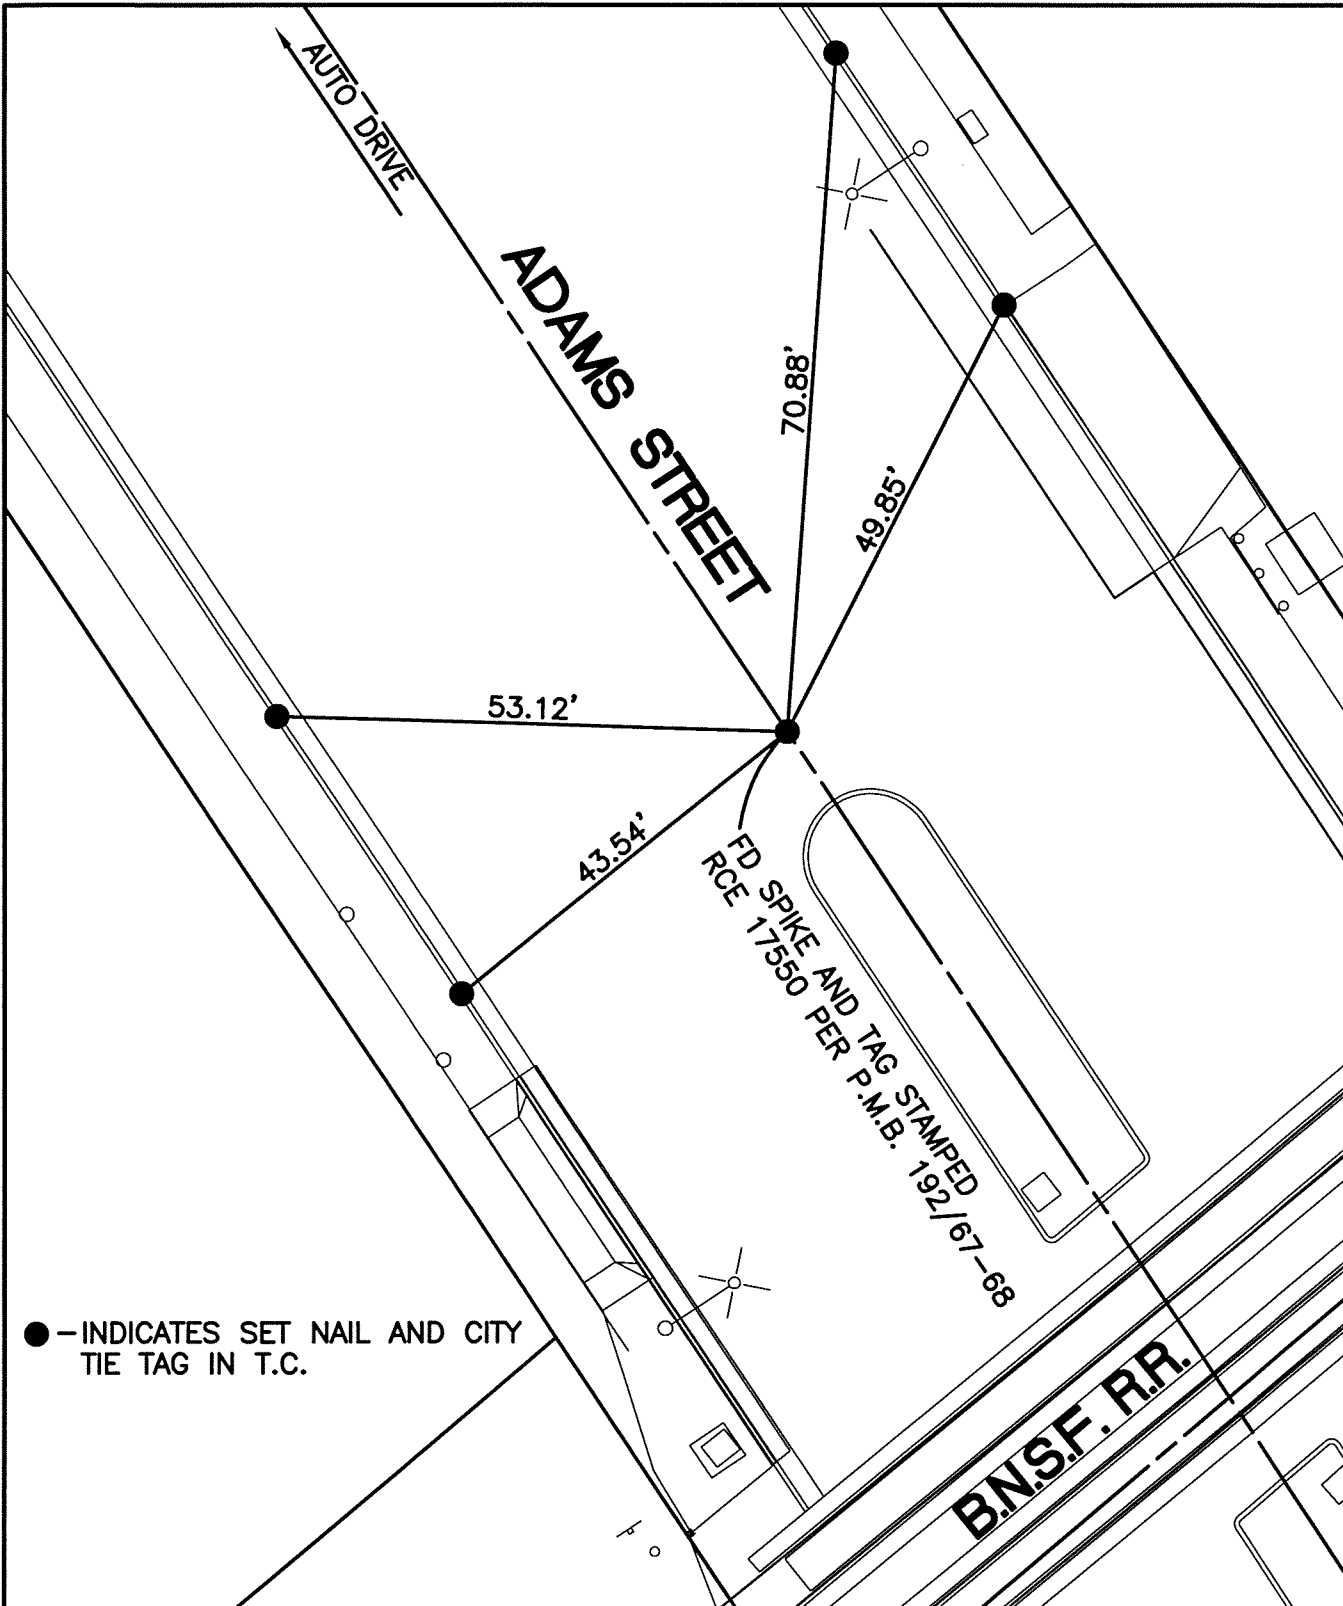 AUTO DRIVE
ADAMS STREET
70.88'
49.85'
53.12'
43.54'
FD SPIKE AND TAG STAMPED
RCE 17550 PER P.M.B. 192/67-68
-INDICATES SET NAIL AND CITY
TIE TAG IN T.C.
B.N.S.F. R.R.